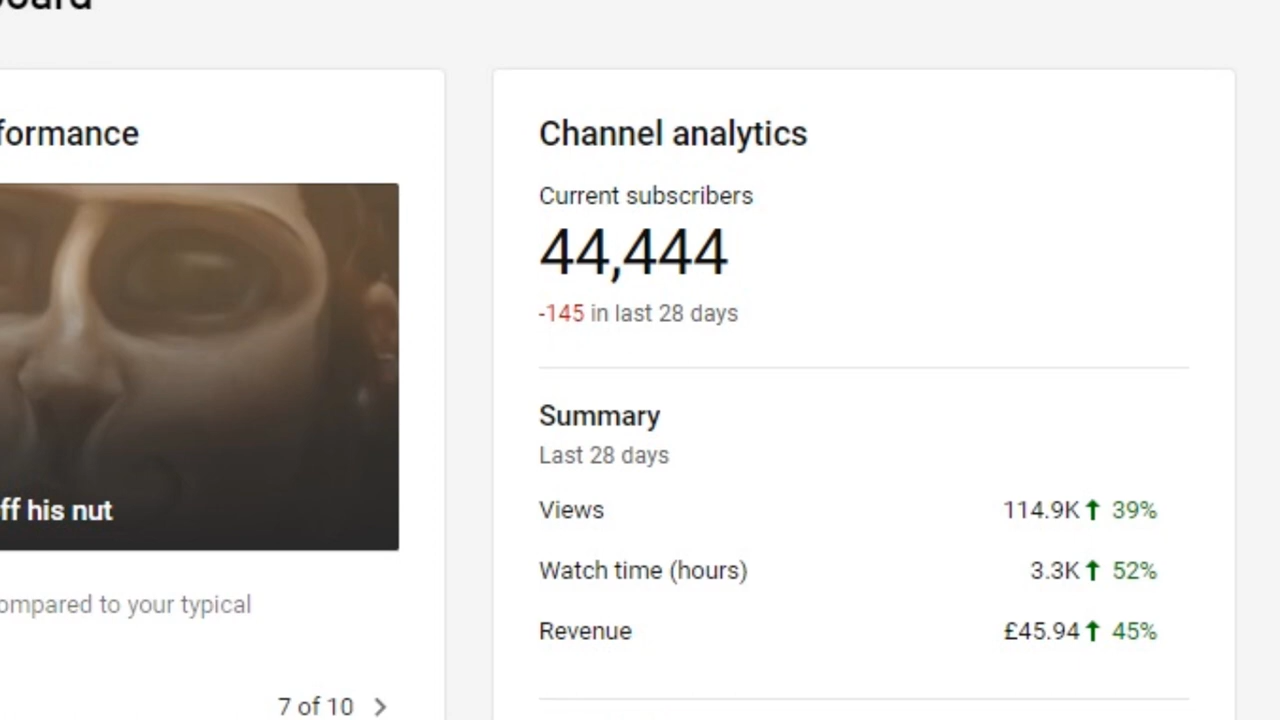 board
formance
ff his nut
ompared to your typical
7 of 10
Channel analytics
Current subscribers
44,444
-145 in last 28 days
Summary
Last 28 days
Views 114.9K 39%
Watch time (hours) 3.3K 52%
Revenue £45.94 45%